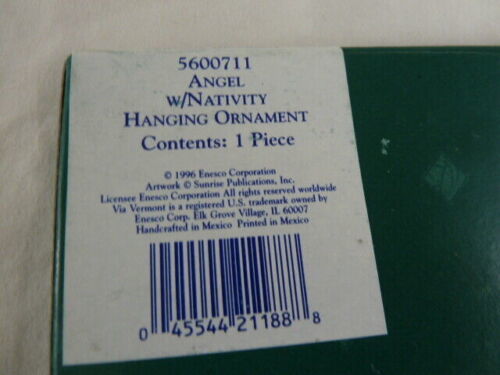 5600711
ANGEL
W/NATIVITY
HANGING ORNAMENT
Contents: 1 Piece
© 1996 Enesco Corporation
Artwork © Sunrise Publications, Inc.
Licensee Enesco Corporation All rights reserved worldwide
Via Vermont is a registered U.S. trademark owned by
Enesco Corp. Elk Grove Village, IL 60007
Handcrafted in Mexico Printed in Mexico
0 45544 21188 8